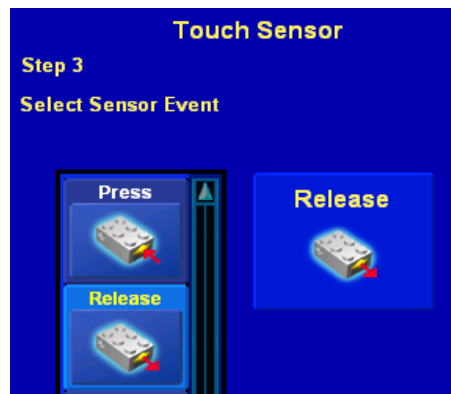 Touch Sensor
Step 3
Select Sensor Event
Press
Release
Release